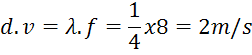 d. v = λ. f = 1/4 x8 = 2m/s